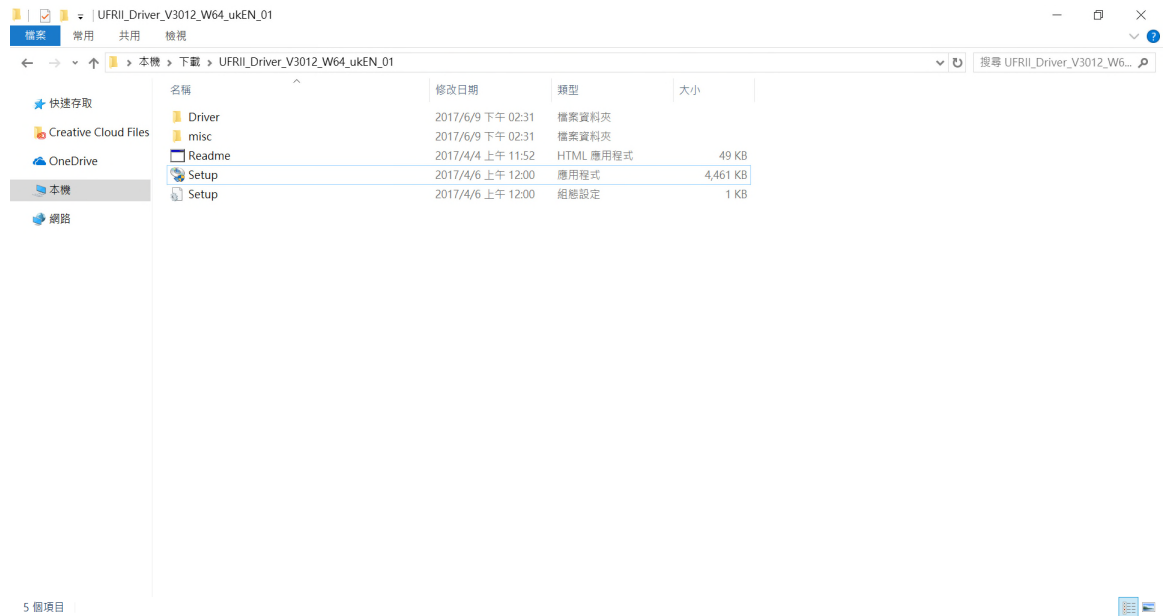 UFRII_Driver_V3012_W64_ukEN_01
檔案 常用 共用 檢視
本機 下載 UFRII_Driver_V3012_W64_ukEN_01 搜尋 UFRII_Driver_V3012_W6...
快速存取
Creative Cloud Files
OneDrive
本機
網路
名稱 修改日期 類型 大小
Driver 2017/6/9 下午 02:31 檔案資料夾
misc 2017/6/9 下午 02:31 檔案資料夾
Readme 2017/4/4 上午 11:52 HTML 應用程式 49 KB
Setup 2017/4/6 上午 12:00 應用程式 4,461 KB
Setup 2017/4/6 上午 12:00 組態設定 1 KB
5 個項目